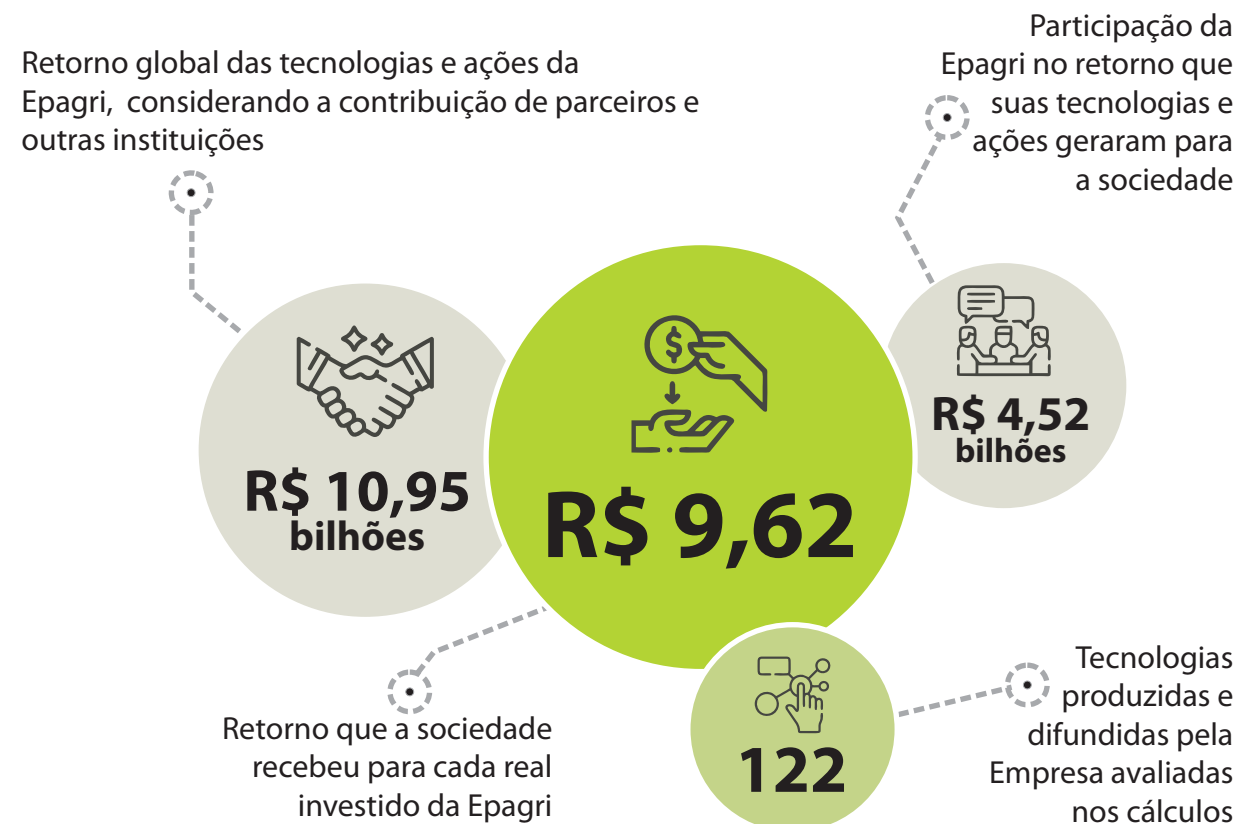 Retorno global das tecnologias e ações da
Epagri, considerando a contribuição de parceiros e
outras instituições
Participação da
Epagri no retorno que
suas tecnologias e
ações geraram para
a sociedade
R$ 10,95
bilhões
R$ 9,62
R$ 4,52
bilhões
Retorno que a sociedade
recebeu para cada real
investido da Epagri
122
Tecnologias
produzidas e
difundidas pela
Empresa avaliadas
nos cálculos